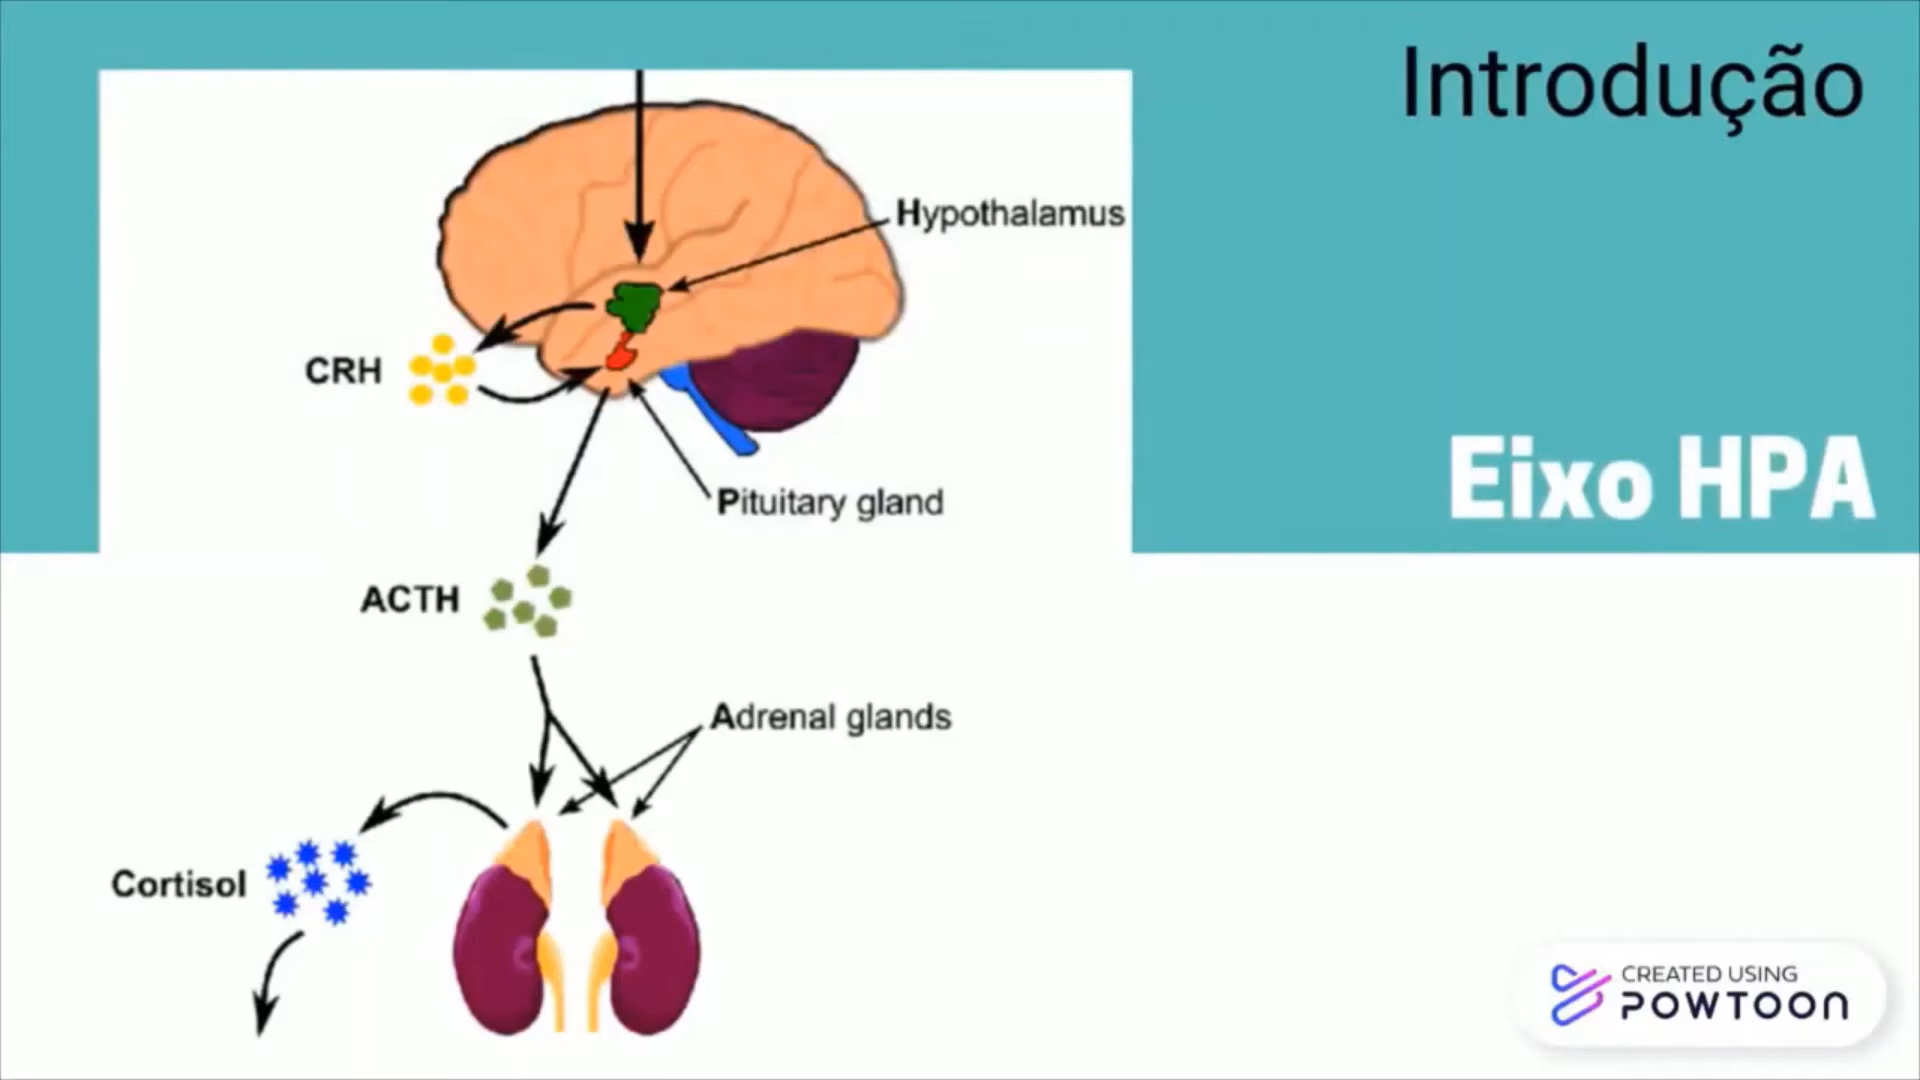 Introdução
Hypothalamus
CRH
Eixo HPA
Pituitary gland
ACTH
Adrenal glands
Cortisol
CREATED USING
POWTOON